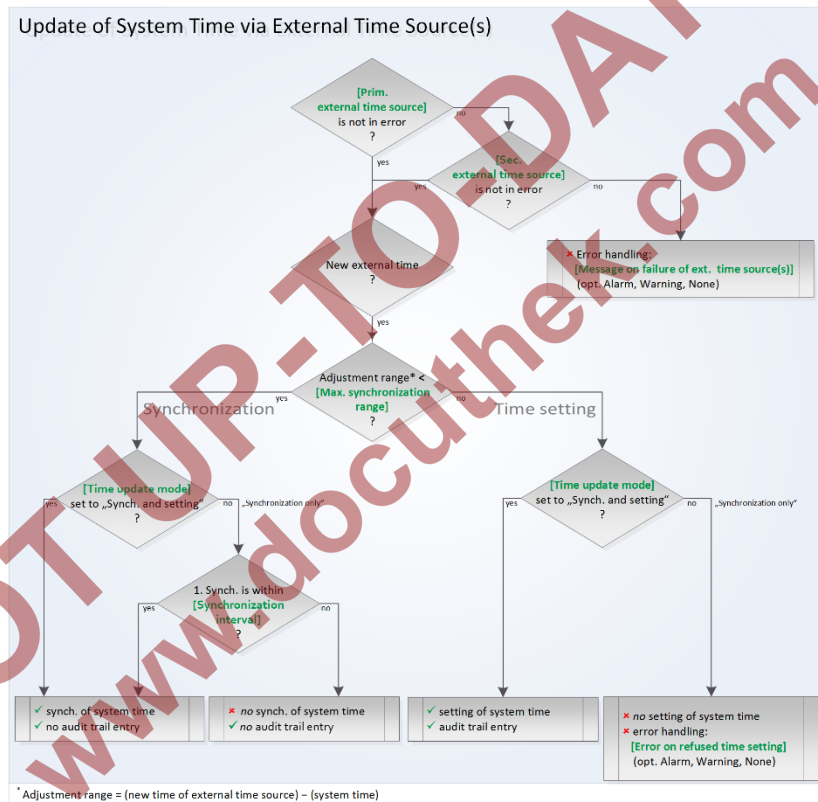 Update of System Time via External Time Source(s)
[Prim.
external time source]
is not in error
?
no
yes
[Sec.
external time source]
is not in error
?
yes
no
New external time
?
yes
✗ Error handling:
[Message on failure of ext. time source(s)]
(opt. Alarm, Warning, None)
Adjustment range* <
[Max. synchronization
range]
?
yes
no
Synchronization
Time setting
[Time update mode]
set to „Synch. and setting“
?
yes
no
„Synchronization only“
[Time update mode]
set to „Synch. and setting“
?
yes
no
„Synchronization only“
1. Synch. is within
[Synchronization
interval]
?
yes
no
✓ synch. of system time
✓ no audit trail entry
✗ no synch. of system time
✓ no audit trail entry
✓ setting of system time
✓ audit trail entry
✗ no setting of system time
✗ error handling:
[Error on refused time setting]
(opt. Alarm, Warning, None)
* Adjustment range = (new time of external time source) – (system time)
OT UP-TO-DAT
www.docuthek.com